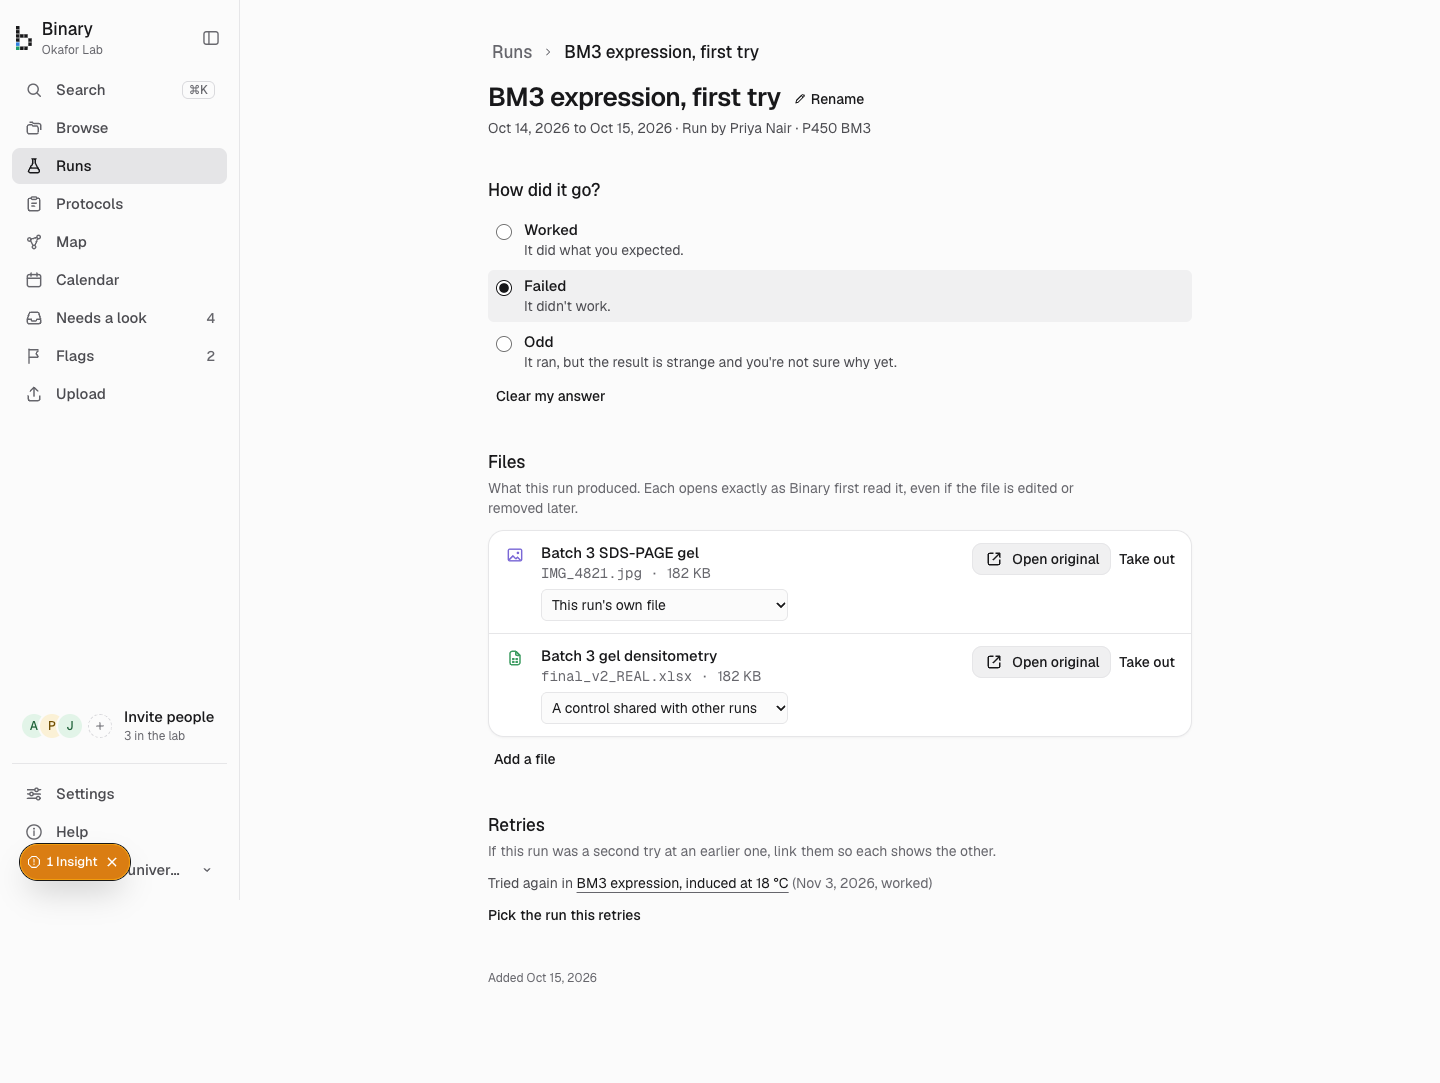 Binary
Okafor Lab
Search ⌘K
Browse
Runs
Protocols
Map
Calendar
Needs a look 4
Flags 2
Upload
A P J + Invite people
3 in the lab
Settings
Help
1 Insight
univer...
Runs > BM3 expression, first try
BM3 expression, first try Rename
Oct 14, 2026 to Oct 15, 2026 · Run by Priya Nair · P450 BM3
How did it go?
Worked
It did what you expected.
Failed
It didn't work.
Odd
It ran, but the result is strange and you're not sure why yet.
Clear my answer
Files
What this run produced. Each opens exactly as Binary first read it, even if the file is edited or
removed later.
Batch 3 SDS-PAGE gel Open original Take out
IMG_4821.jpg · 182 KB
This run's own file
Batch 3 gel densitometry Open original Take out
final_v2_REAL.xlsx · 182 KB
A control shared with other runs
Add a file
Retries
If this run was a second try at an earlier one, link them so each shows the other.
Tried again in BM3 expression, induced at 18 °C (Nov 3, 2026, worked)
Pick the run this retries
Added Oct 15, 2026